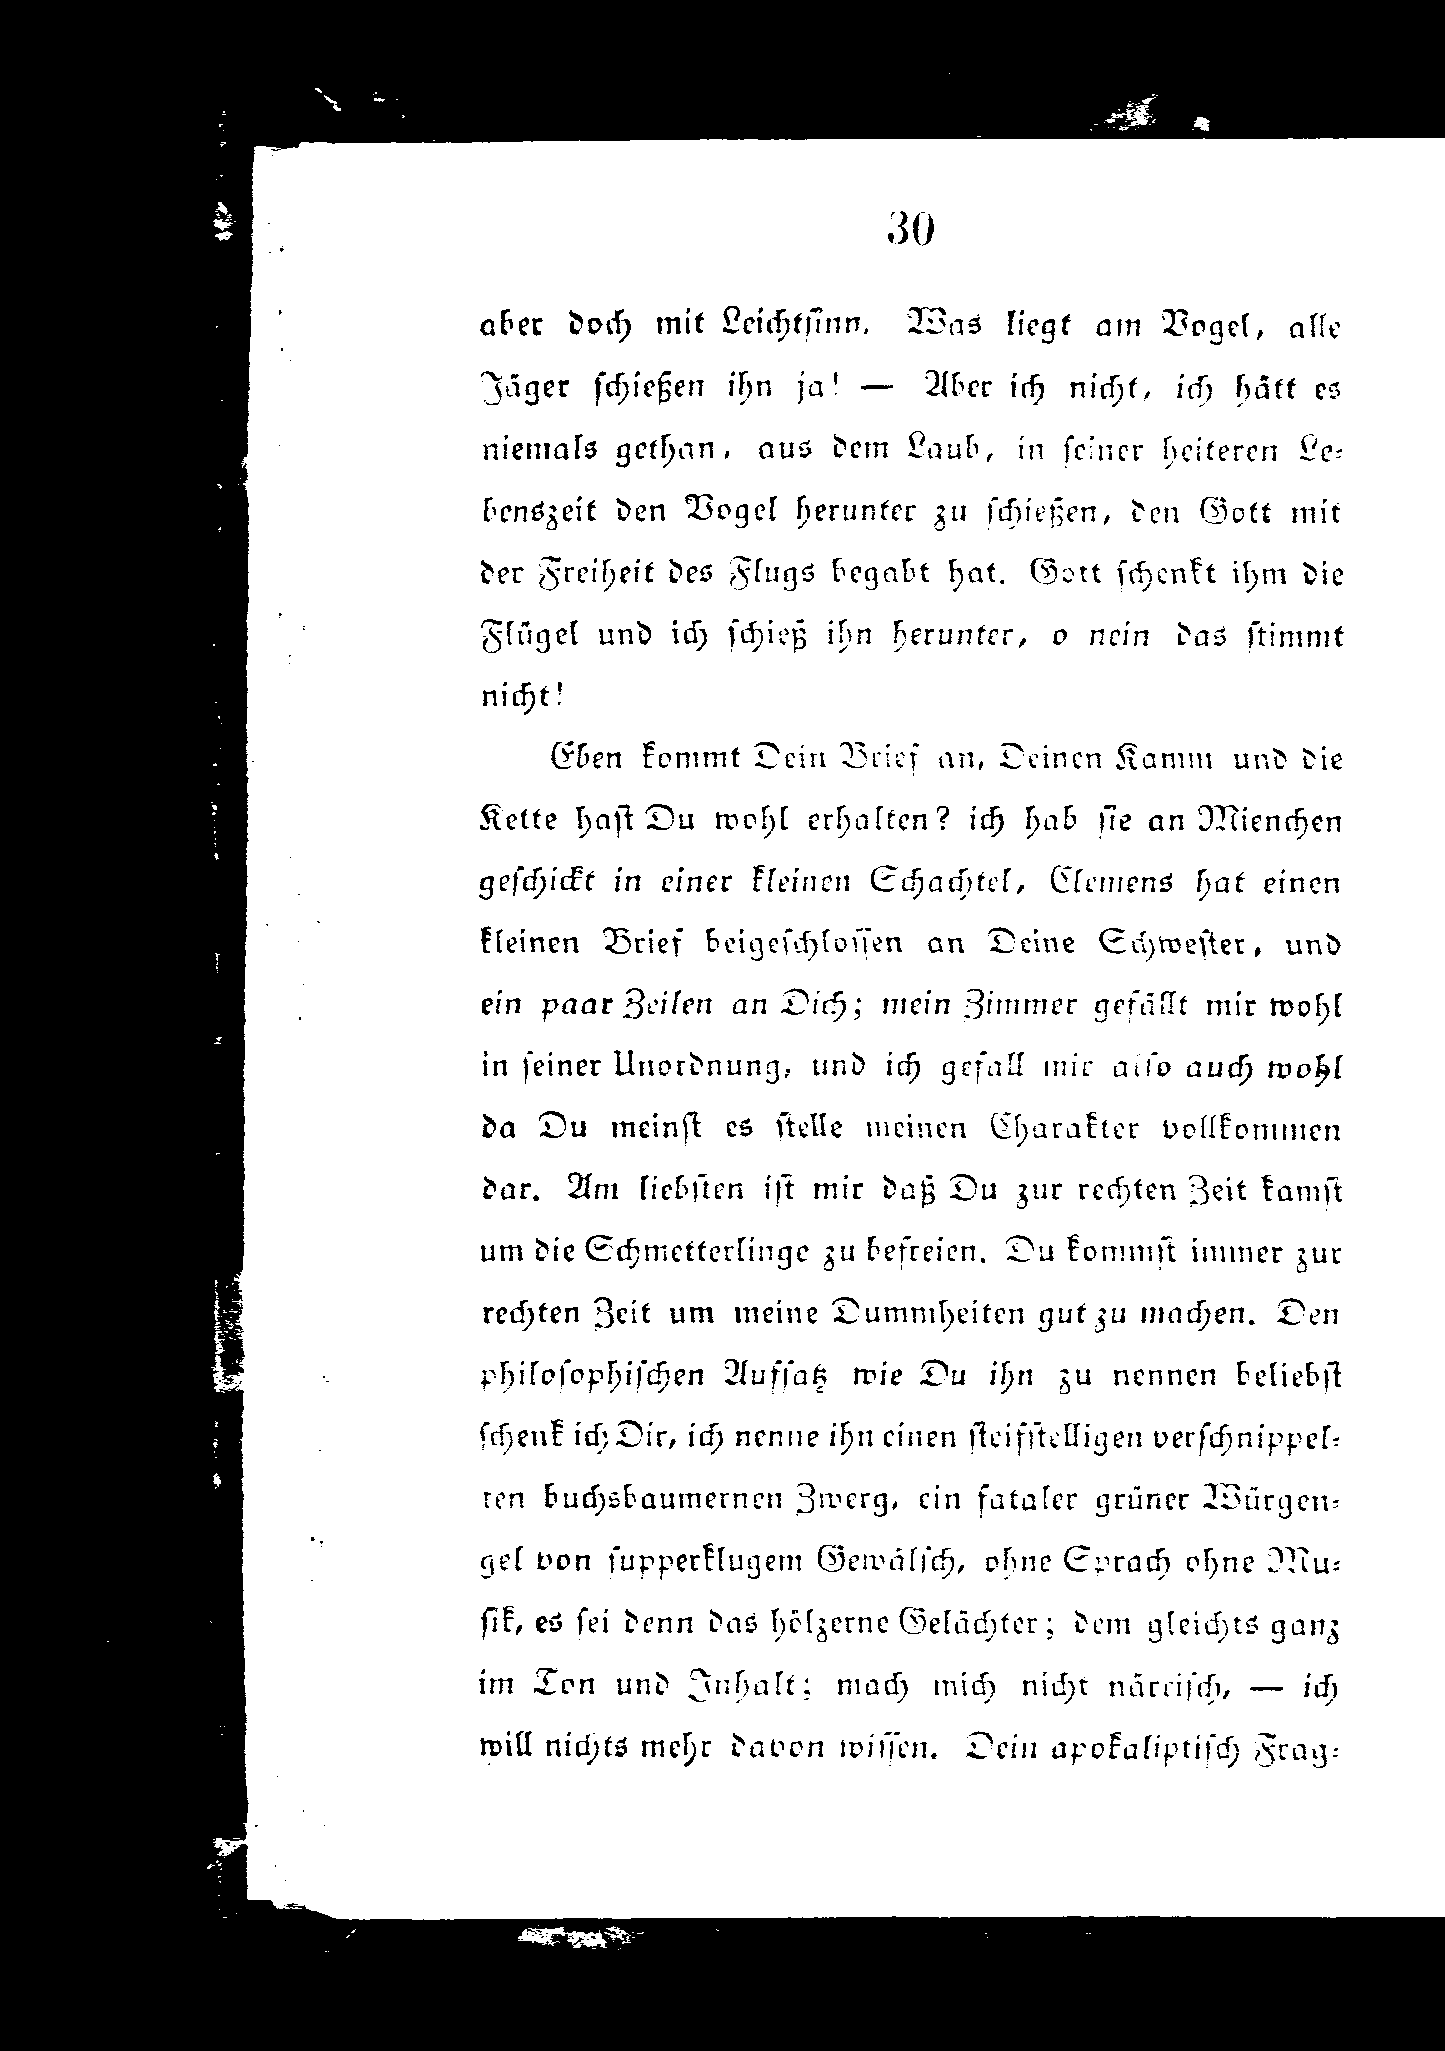 30
aber doch mit Leichtſinn. Was liegt am Vogel, alle
Jäger ſchießen ihn ja! — Aber ich nicht, ich hätt es
niemals gethan, aus dem Laub, in ſeiner heiteren Le-
benszeit den Vogel herunter zu ſchießen, den Gott mit
der Freiheit des Flugs begabt hat. Gott ſchenkt ihm die
Flügel und ich ſchieß ihn herunter, o nein das ſtimmt
nicht!
Eben kommt Dein Brief an, Deinen Kamm und die
Kette haſt Du wohl erhalten? ich hab ſie an Mienchen
geſchickt in einer kleinen Schachtel, Clemens hat einen
kleinen Brief beigeſchloſſen an Deine Schweſter, und
ein paar Zeilen an Dich; mein Zimmer gefällt mir wohl
in ſeiner Unordnung, und ich gefall mir alſo auch wohl
da Du meinſt es ſtelle meinen Charakter vollkommen
dar. Am liebſten iſt mir daß Du zur rechten Zeit kamſt
um die Schmetterlinge zu befreien. Du kommſt immer zur
rechten Zeit um meine Dummheiten gut zu machen. Den
philoſophiſchen Aufſatz wie Du ihn zu nennen beliebſt
ſchenk ich Dir, ich nenne ihn einen ſteifſtelligen verſchnippel-
ten buchsbaumernen Zwerg, ein fataler grüner Würgen-
gel von ſupperklugem Gewälſch, ohne Sprach ohne Mu-
ſik, es ſei denn das hölzerne Gelächter; dem gleichts ganz
im Ton und Inhalt; mach mich nicht närriſch, — ich
will nichts mehr davon wiſſen. Dein apokaliptiſch Frag-